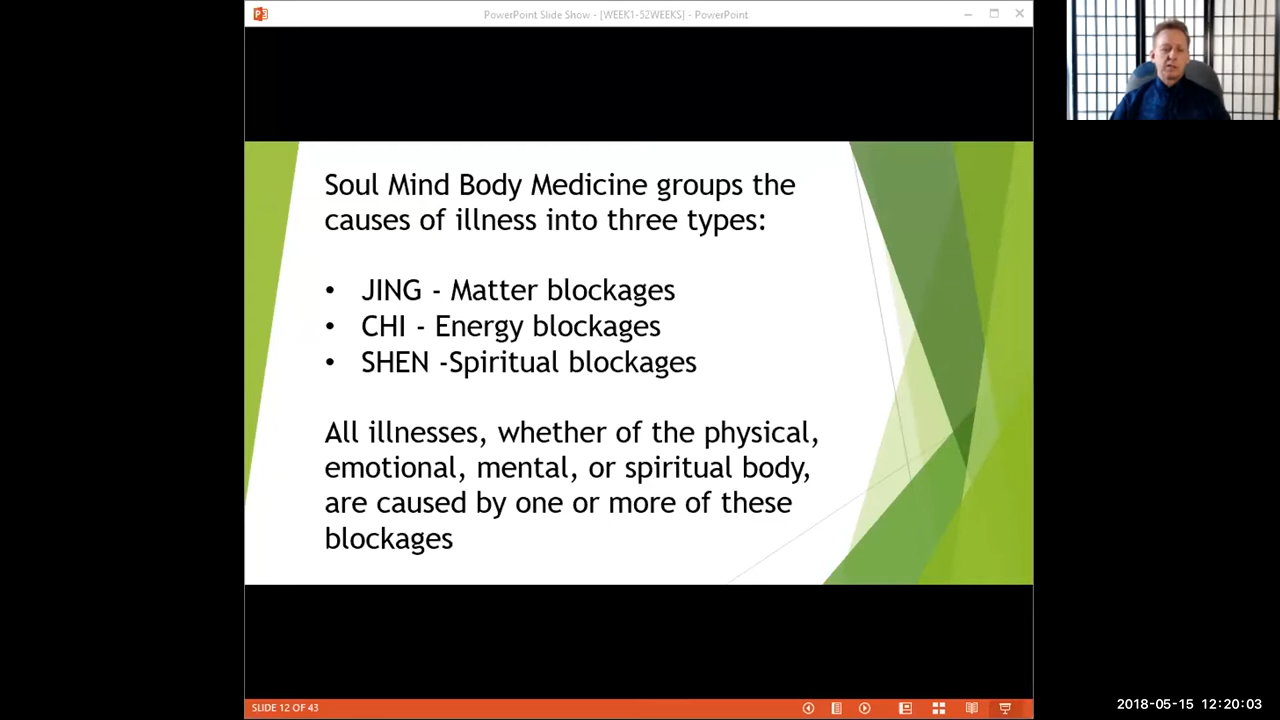 PowerPoint Slide Show - [WEEK1-52WEEKS] - PowerPoint
Soul Mind Body Medicine groups the
causes of illness into three types:
• JING - Matter blockages
• CHI - Energy blockages
• SHEN -Spiritual blockages
All illnesses, whether of the physical,
emotional, mental, or spiritual body,
are caused by one or more of these
blockages
SLIDE 12 OF 43
2018-05-15 12:20:03